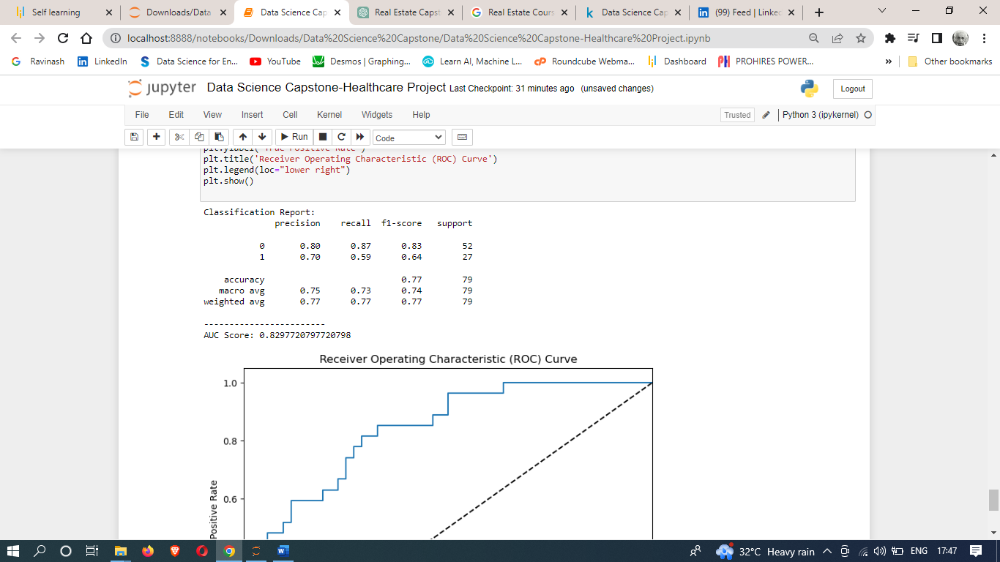 Self learning
Downloads/Data
Data Science Cap
Real Estate Capst
Real Estate Cours
Data Science Cap
(99) Feed | Linke
localhost:8888/notebooks/Downloads/Data%20Science%20Capstone/Data%20Science%20Capstone-Healthcare%20Project.ipynb
Ravinash LinkedIn Data Science for En... YouTube Desmos | Graphing... Learn AI, Machine L... Roundcube Webma... Dashboard PROHIRES POWER... » Other bookmarks
jupyter Data Science Capstone-Healthcare Project Last Checkpoint: 31 minutes ago (unsaved changes) Logout
File Edit View Insert Cell Kernel Widgets Help Trusted Python 3 (ipykernel)
Run Code
plt.ylabel('True Positive Rate')
plt.title('Receiver Operating Characteristic (ROC) Curve')
plt.legend(loc="lower right")
plt.show()
Classification Report:
precision recall f1-score support
0 0.80 0.87 0.83 52
1 0.70 0.59 0.64 27
accuracy 0.77 79
macro avg 0.75 0.73 0.74 79
weighted avg 0.77 0.77 0.77 79
------------------------
AUC Score: 0.8297720797720798
Receiver Operating Characteristic (ROC) Curve
1.0
0.8
0.6
Positive Rate
32°C Heavy rain ENG 17:47